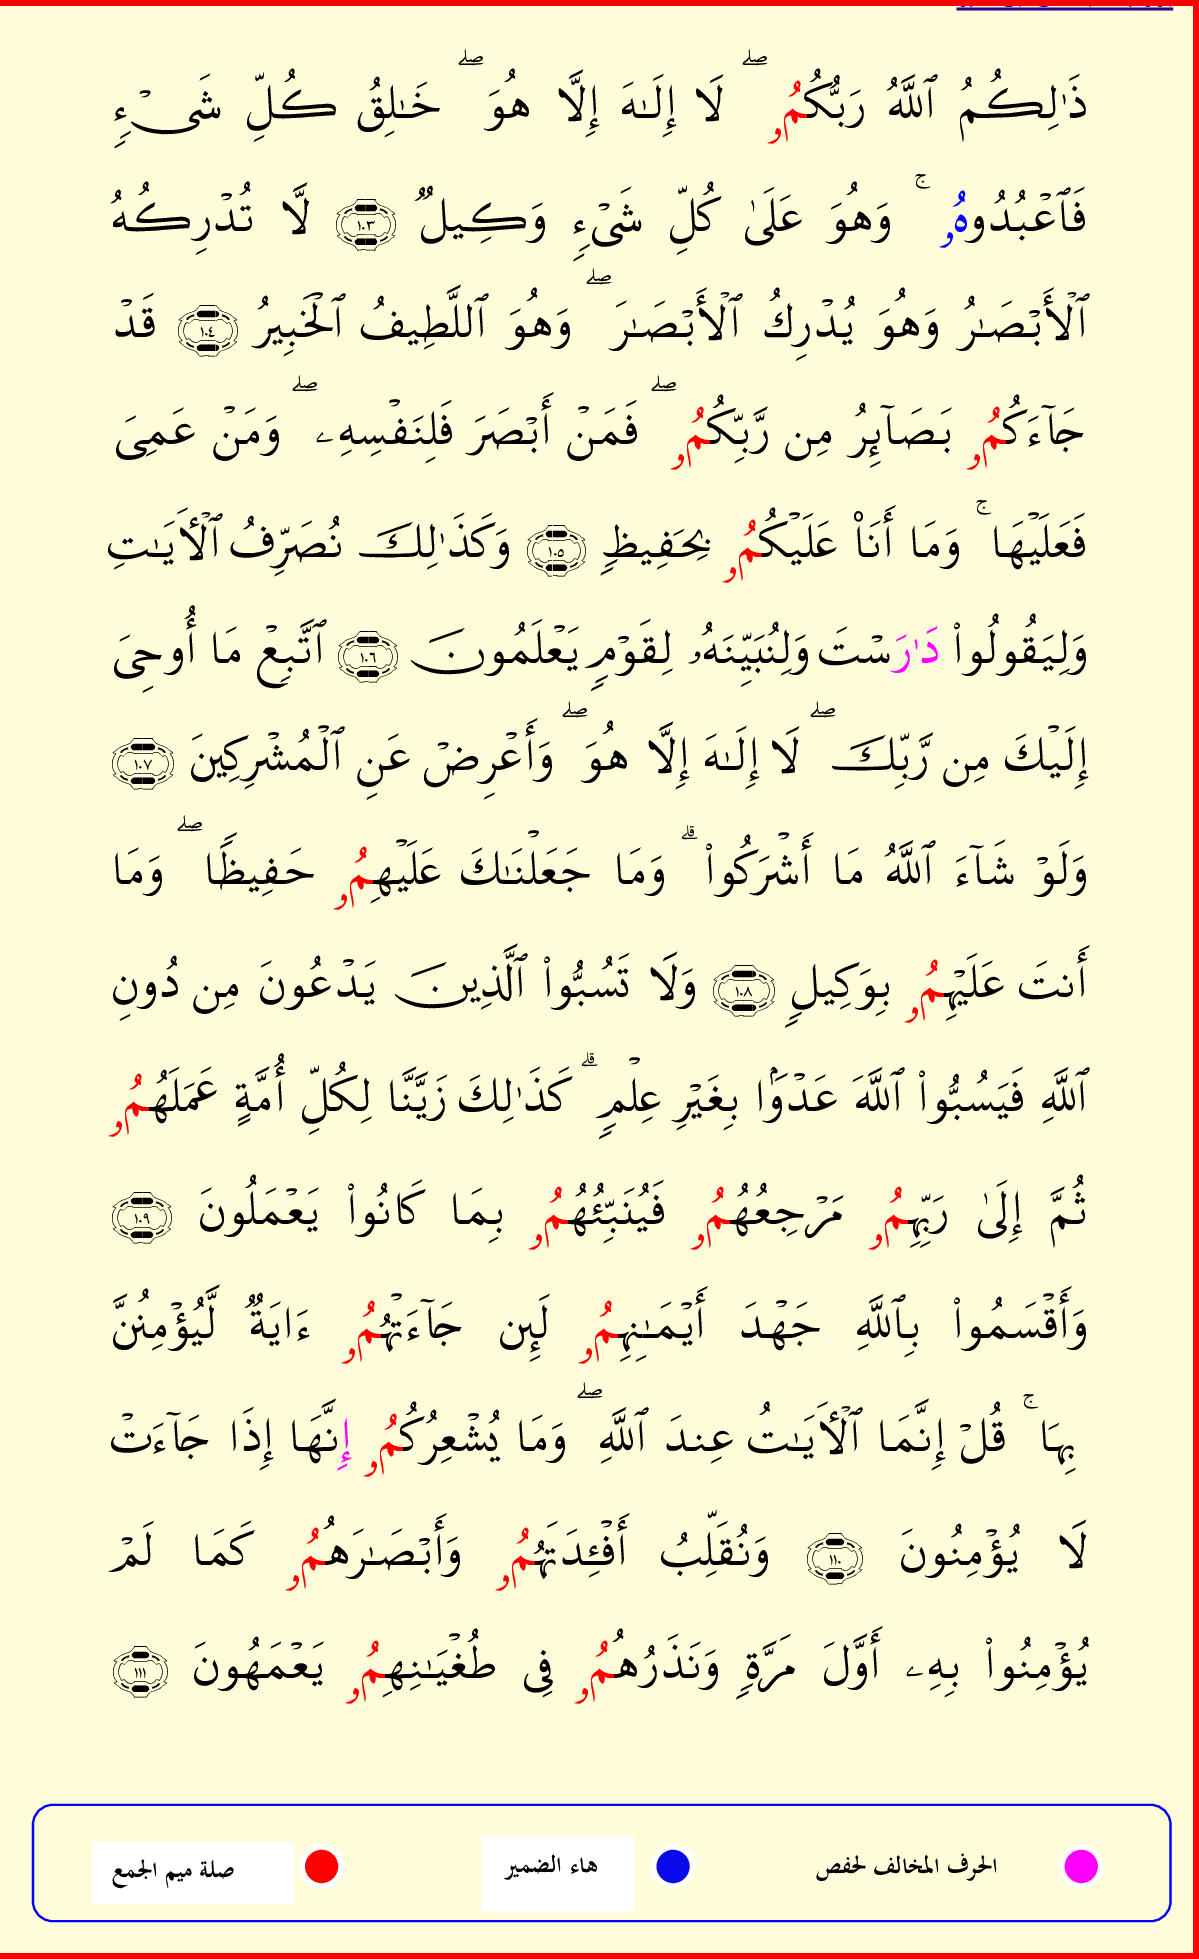 ذَٰلِكُمُ ٱللَّهُ رَبُّكُمُۥ ۖ لَا إِلَـٰهَ إِلَّا هُوَ ۖ خَـٰلِقُ كُلِّ شَىْءٍ
فَٱعْبُدُوهُۥ ۚ وَهُوَ عَلَىٰ كُلِّ شَىْءٍ وَكِيلٌ ١٠٣ لَّا تُدْرِكُهُ
ٱلْأَبْصَـٰرُ وَهُوَ يُدْرِكُ ٱلْأَبْصَـٰرَ ۖ وَهُوَ ٱللَّطِيفُ ٱلْخَبِيرُ ١٠٤ قَدْ
جَآءَكُمُۥ بَصَآئِرُ مِن رَّبِّكُمُۥ ۖ فَمَنْ أَبْصَرَ فَلِنَفْسِهِۦ ۖ وَمَنْ عَمِىَ
فَعَلَيْهَا ۚ وَمَا أَنَا۠ عَلَيْكُمُۥ بِحَفِيظٍ ١٠٥ وَكَذَٰلِكَ نُصَرِّفُ ٱلْأَيَـٰتِ
وَلِيَقُولُوا۟ دَٰرَسْتَ وَلِنُبَيِّنَهُۥ لِقَوْمٍ يَعْلَمُونَ ١٠٦ ٱتَّبِعْ مَا أُوحِىَ
إِلَيْكَ مِن رَّبِّكَ ۖ لَا إِلَـٰهَ إِلَّا هُوَ ۖ وَأَعْرِضْ عَنِ ٱلْمُشْرِكِينَ ١٠٧
وَلَوْ شَآءَ ٱللَّهُ مَا أَشْرَكُوا۟ ۗ وَمَا جَعَلْنَـٰكَ عَلَيْهِمُۥ حَفِيظًا ۖ وَمَا
أَنتَ عَلَيْهِمُۥ بِوَكِيلٍ ١٠٨ وَلَا تَسُبُّوا۟ ٱلَّذِينَ يَدْعُونَ مِن دُونِ
ٱللَّهِ فَيَسُبُّوا۟ ٱللَّهَ عَدْوًۢا بِغَيْرِ عِلْمٍ ۗ كَذَٰلِكَ زَيَّنَّا لِكُلِّ أُمَّةٍ عَمَلَهُمُۥ
ثُمَّ إِلَىٰ رَبِّهِمُۥ مَرْجِعُهُمُۥ فَيُنَبِّئُهُمُۥ بِمَا كَانُوا۟ يَعْمَلُونَ ١٠٩
وَأَقْسَمُوا۟ بِٱللَّهِ جَهْدَ أَيْمَـٰنِهِمُۥ لَئِن جَآءَتْهُمُۥ ءَايَةٌ لَّيُؤْمِنُنَّ
بِهَا ۚ قُلْ إِنَّمَا ٱلْأَيَـٰتُ عِندَ ٱللَّهِ ۖ وَمَا يُشْعِرُكُمُۥ إِنَّهَا إِذَا جَآءَتْ
لَا يُؤْمِنُونَ ١١٠ وَنُقَلِّبُ أَفْـِٔدَتَهُمُۥ وَأَبْصَـٰرَهُمُۥ كَمَا لَمْ
يُؤْمِنُوا۟ بِهِۦ أَوَّلَ مَرَّةٍ وَنَذَرُهُمُۥ فِى طُغْيَـٰنِهِمُۥ يَعْمَهُونَ ١١١
الحرف المخالف لحفص هاء الضمير صلة ميم الجمع